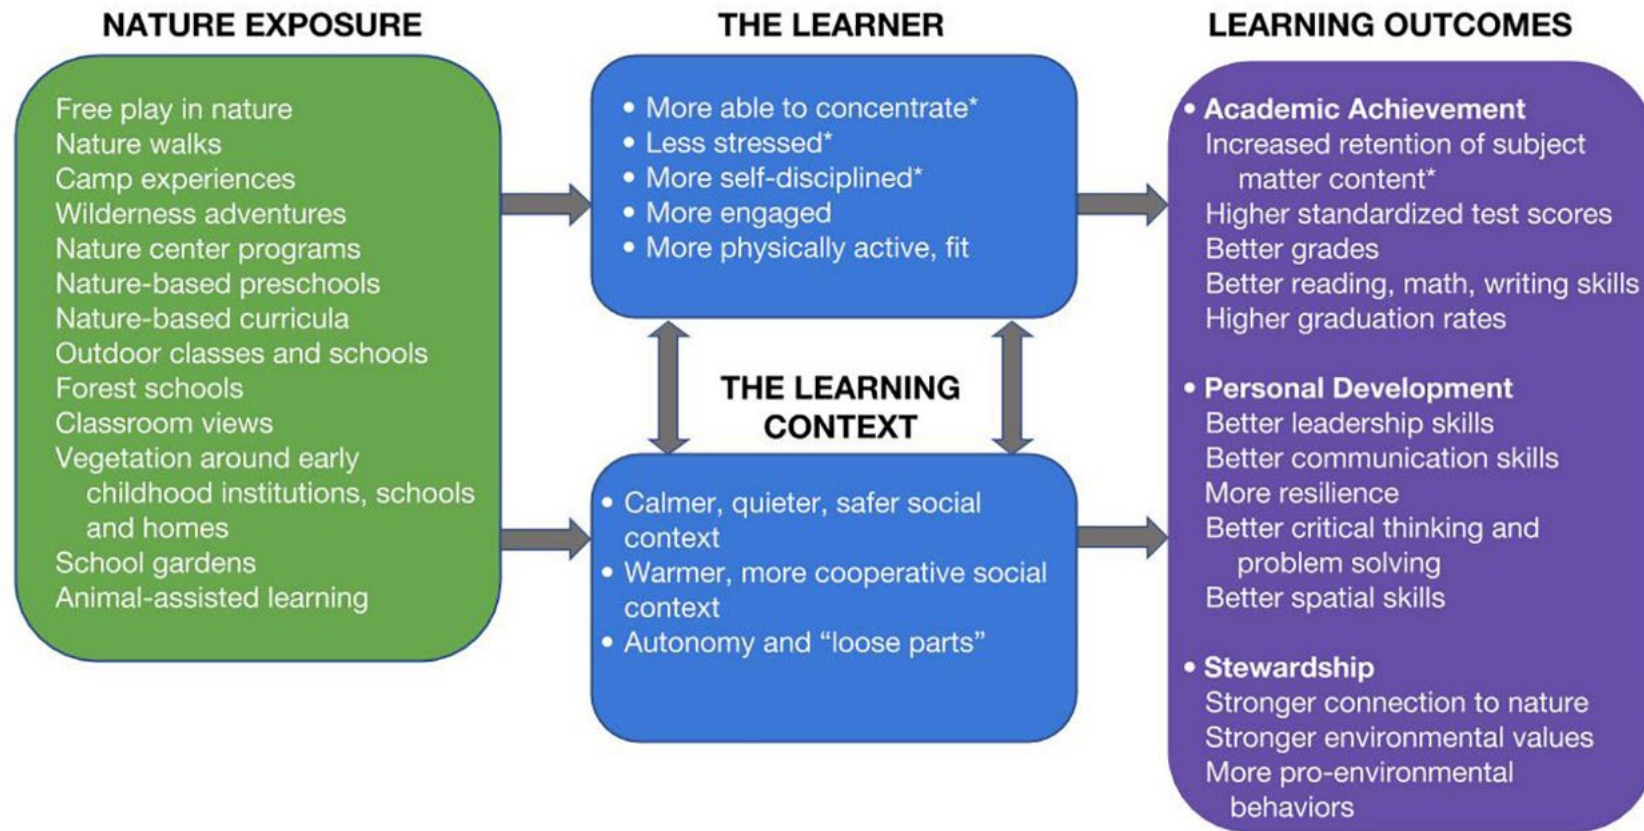 NATURE EXPOSURE
Free play in nature
Nature walks
Camp experiences
Wilderness adventures
Nature center programs
Nature-based preschools
Nature-based curricula
Outdoor classes and schools
Forest schools
Classroom views
Vegetation around early
childhood institutions, schools
and homes
School gardens
Animal-assisted learning
THE LEARNER
• More able to concentrate*
• Less stressed*
• More self-disciplined*
• More engaged
• More physically active, fit
THE LEARNING
CONTEXT
• Calmer, quieter, safer social
context
• Warmer, more cooperative social
context
• Autonomy and “loose parts”
LEARNING OUTCOMES
• Academic Achievement
Increased retention of subject
matter content*
Higher standardized test scores
Better grades
Better reading, math, writing skills
Higher graduation rates
• Personal Development
Better leadership skills
Better communication skills
More resilience
Better critical thinking and
problem solving
Better spatial skills
• Stewardship
Stronger connection to nature
Stronger environmental values
More pro-environmental
behaviors